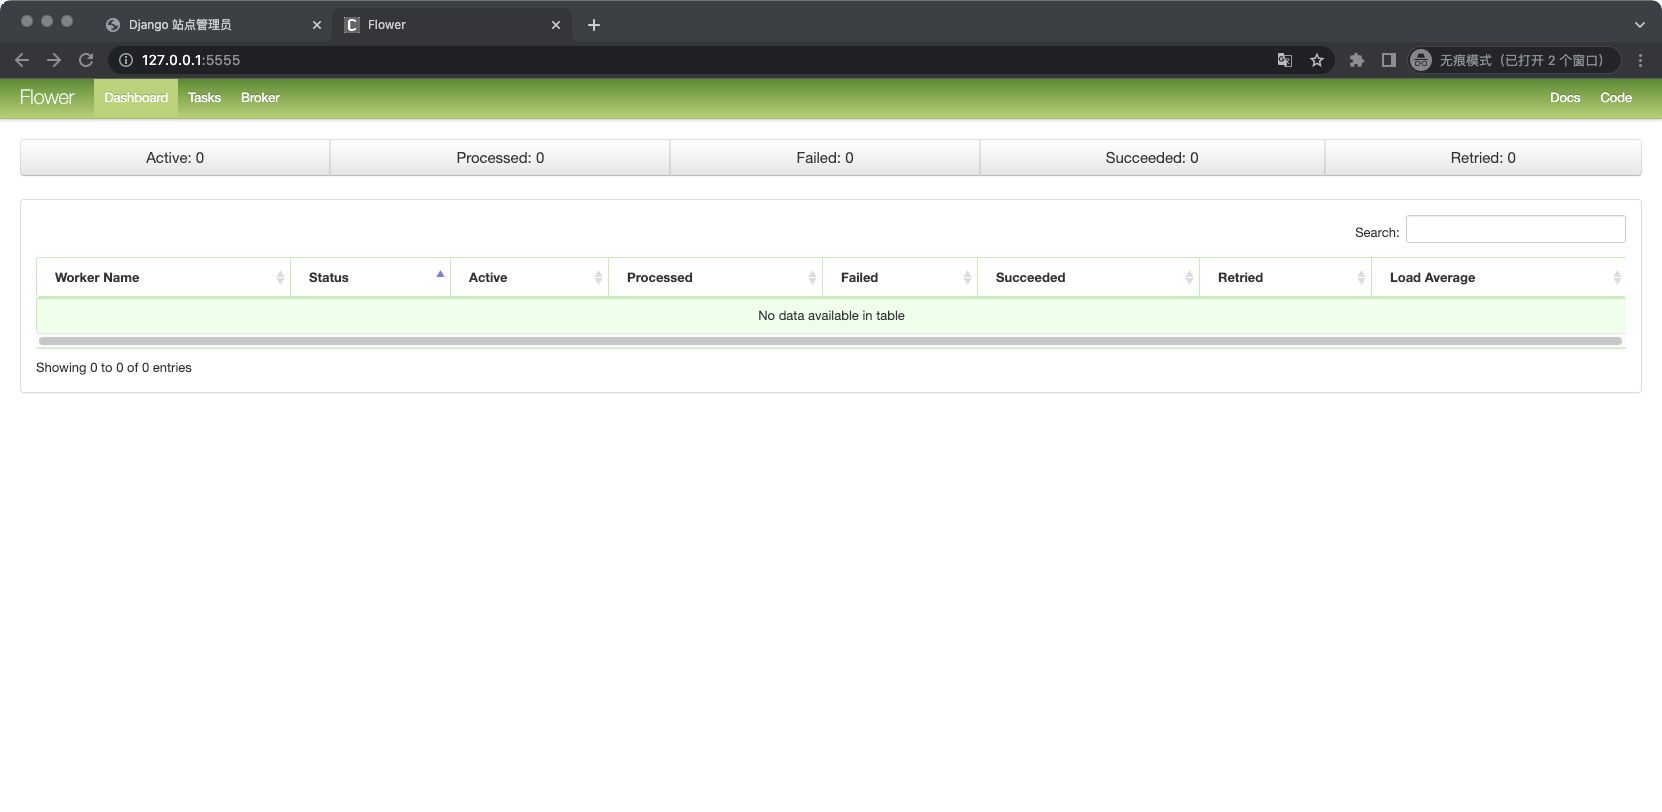 Django 站点管理员
Flower
127.0.0.1:5555
无痕模式（已打开 2 个窗口）
Flower Dashboard Tasks Broker Docs Code
Active: 0 Processed: 0 Failed: 0 Succeeded: 0 Retried: 0
Search:
Worker Name Status Active Processed Failed Succeeded Retried Load Average
No data available in table
Showing 0 to 0 of 0 entries